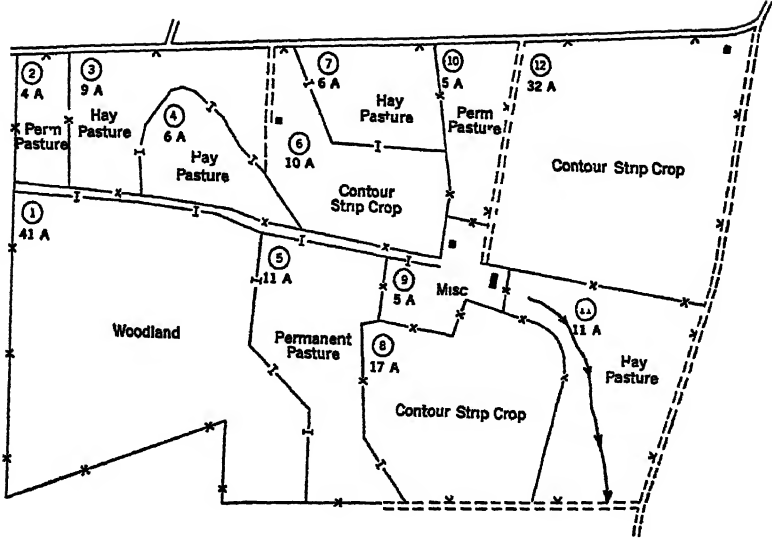 2
4 A
Perm
Pasture
3
9 A
Hay
Pasture
4
6 A
Hay
Pasture
6
10 A
Contour
Strip Crop
7
6 A
Hay
Pasture
10
5 A
Perm
Pasture
12
32 A
Contour Strip Crop
1
41 A
Woodland
5
11 A
Permanent
Pasture
9
5 A
Misc
8
17 A
Contour Strip Crop
11
11 A
Hay
Pasture